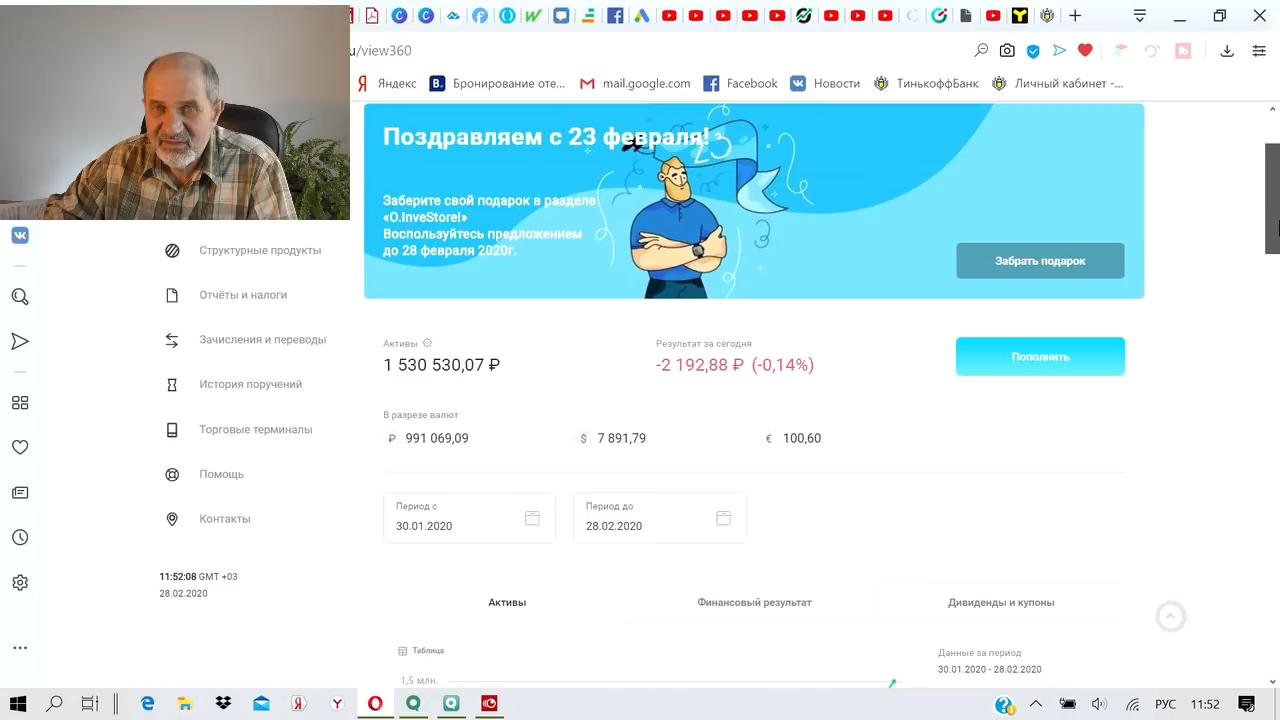 u/view360
Яндекс
Бронирование оте...
mail.google.com
Facebook
Новости
ТинькоффБанк
Личный кабинет -...
Поздравляем с 23 февраля!
23
Заберите свой подарок в разделе
«O.InveStore!»
Воспользуйтесь предложением
до 28 февраля 2020г.
Забрать подарок
Структурные продукты
Отчёты и налоги
Зачисления и переводы
История поручений
Торговые терминалы
Помощь
Контакты
11:52:08 GMT +03
28.02.2020
Активы
1 530 530,07 ₽
Результат за сегодня
-2 192,88 ₽ (-0,14%)
Пополнить
В разрезе валют
₽ 991 069,09
$ 7 891,79
€ 100,60
Период с
30.01.2020
Период до
28.02.2020
Активы
Финансовый результат
Дивиденды и купоны
Таблица
1,5 млн.
Данные за период
30.01.2020 - 28.02.2020
РУС
11:52